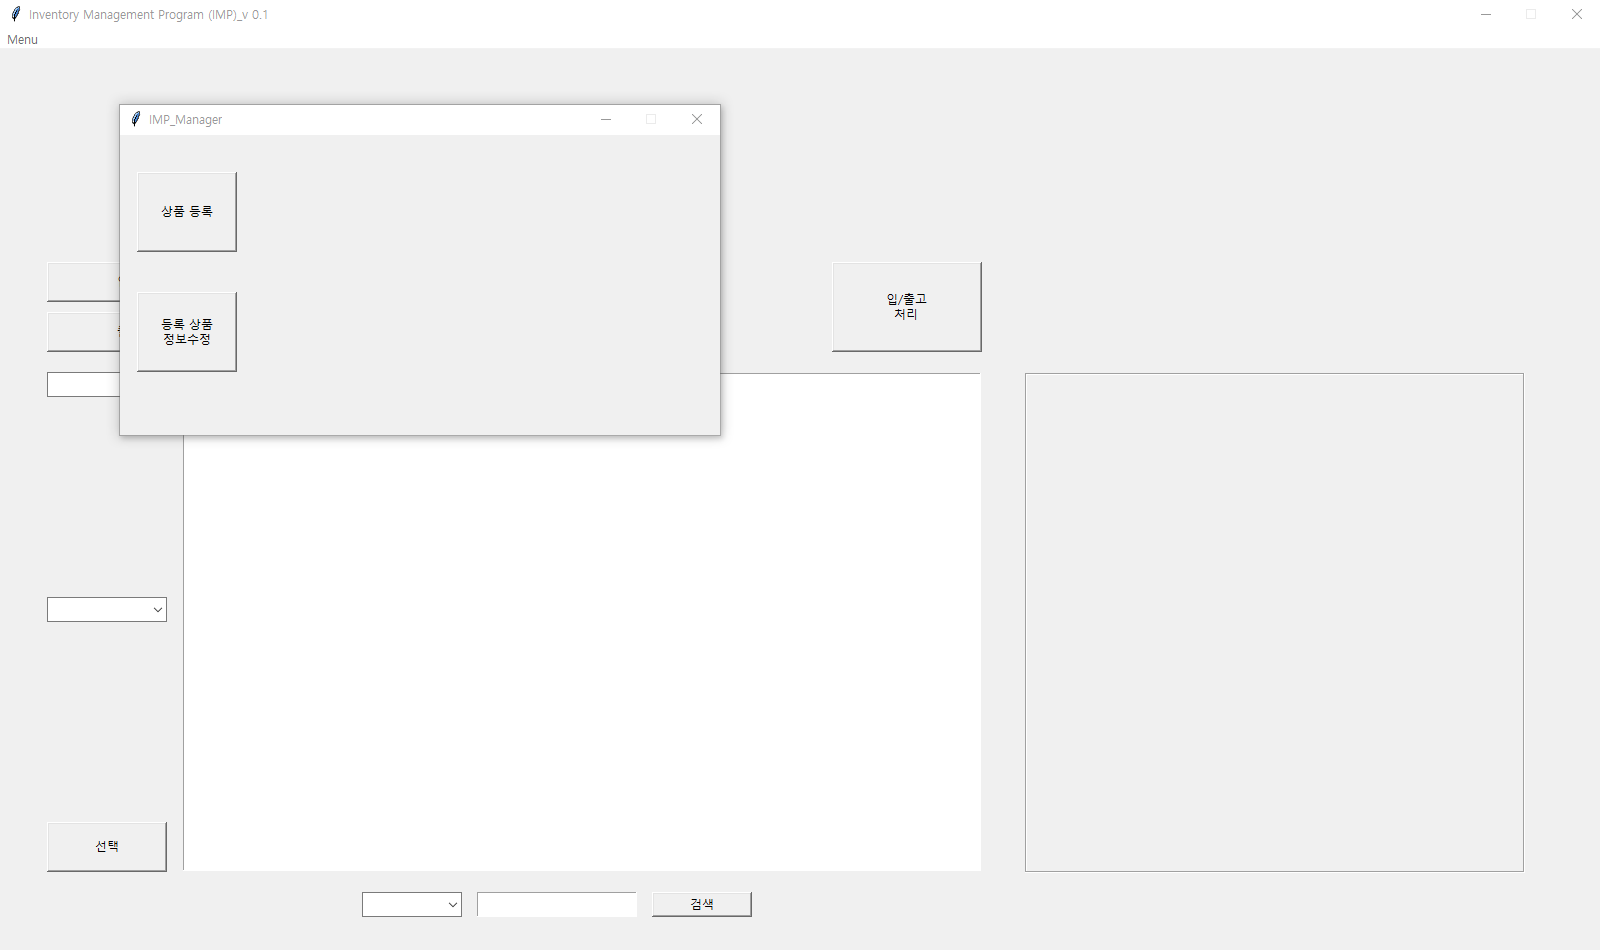 Inventory Management Program (IMP)_v 0.1
Menu
IMP_Manager
상품 등록
등록 상품
정보수정
입/출고
처리
선택
검색